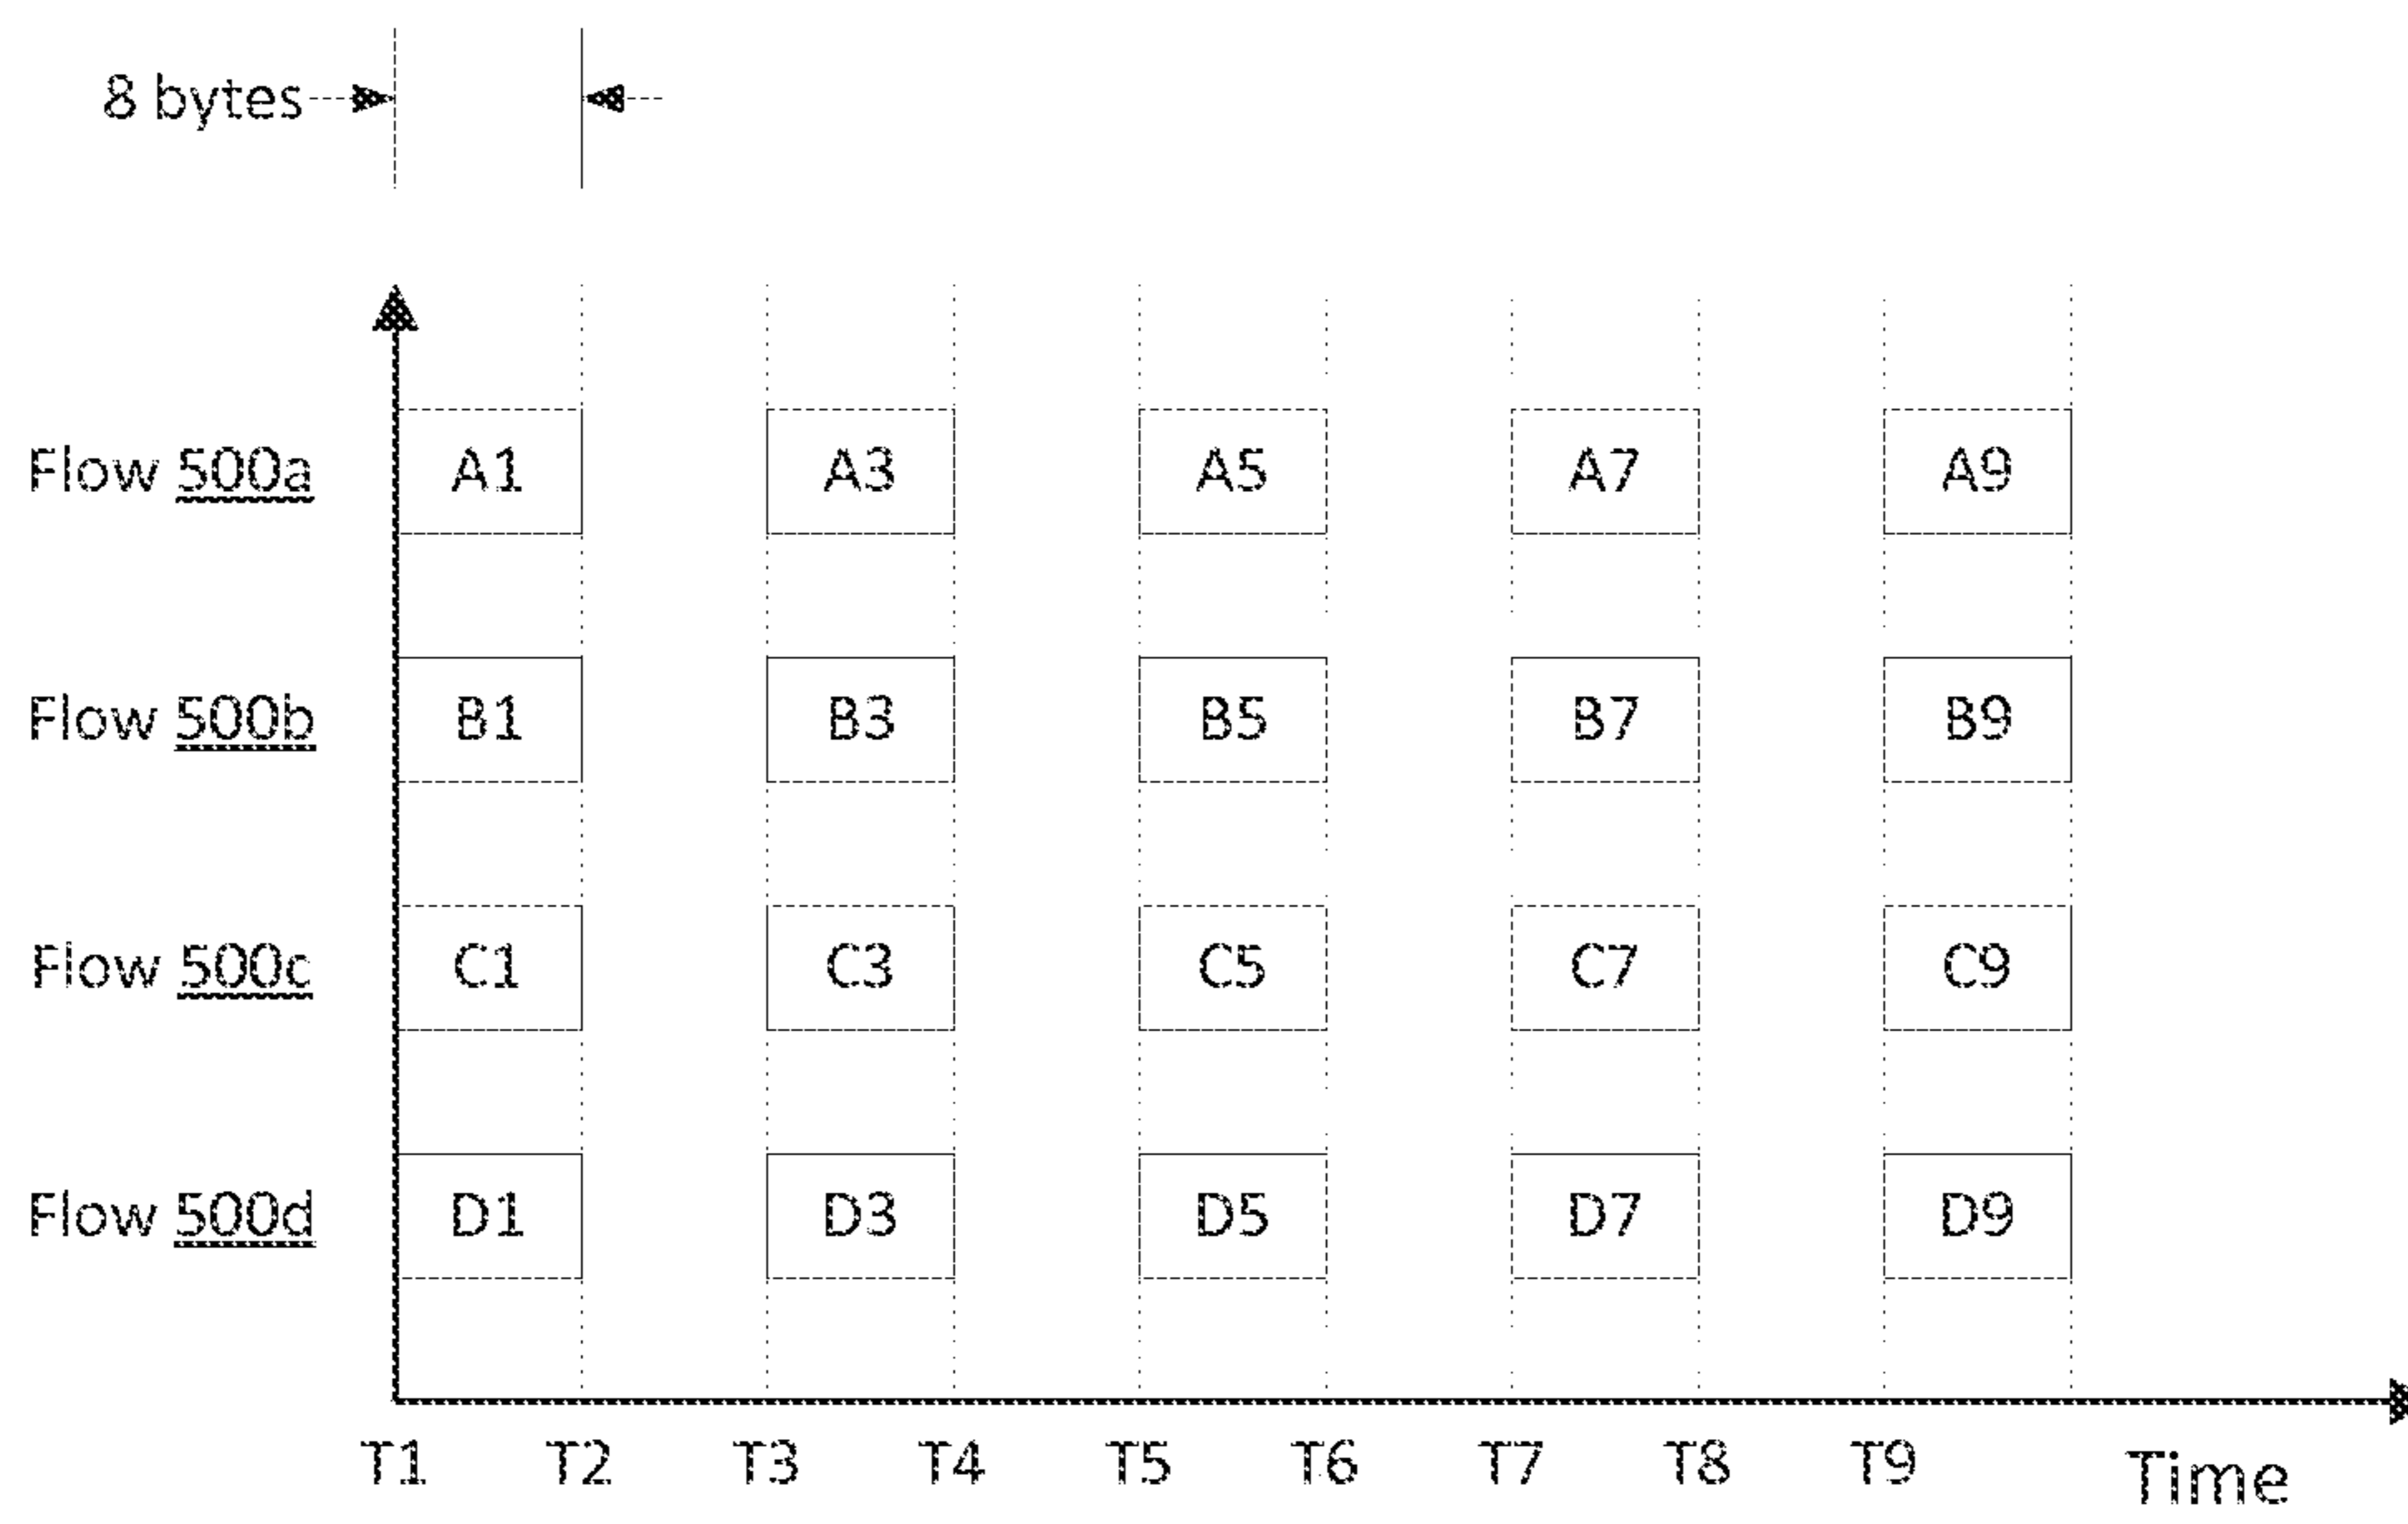 8 bytes
Flow 500a A1 A3 A5 A7 A9
Flow 500b B1 B3 B5 B7 B9
Flow 500c C1 C3 C5 C7 C9
Flow 500d D1 D3 D5 D7 D9
T1 T2 T3 T4 T5 T6 T7 T8 T9 Time